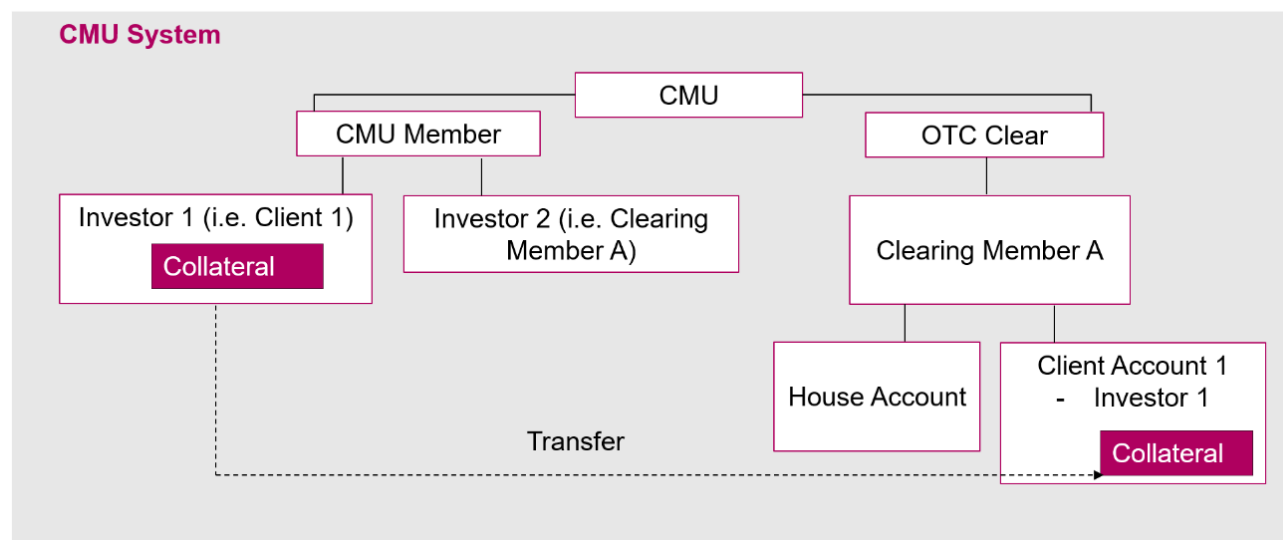 CMU System
CMU
CMU Member
OTC Clear
Investor 1 (i.e. Client 1)
Collateral
Investor 2 (i.e. Clearing
Member A)
Clearing Member A
House Account
Client Account 1
- Investor 1
Collateral
Transfer